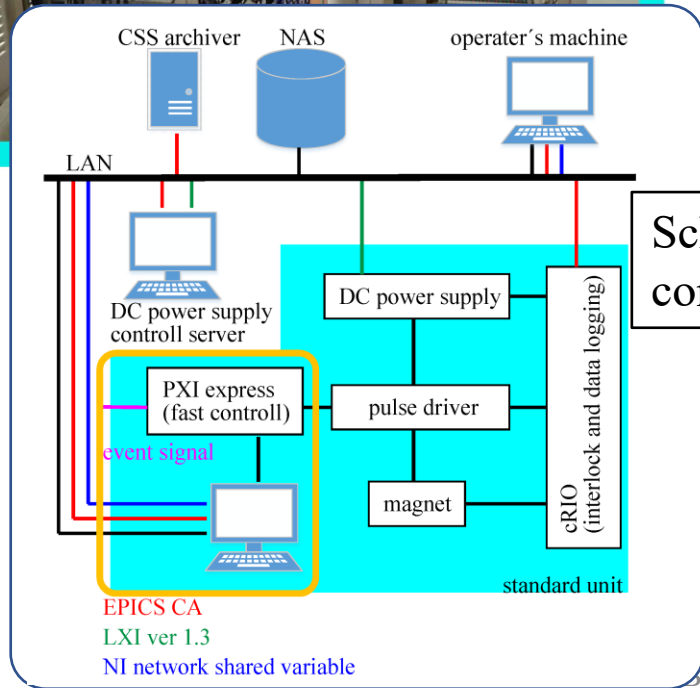 CSS archiver
NAS
operater´s machine
LAN
DC power supply
controll server
DC power supply
PXI express
(fast controll)
pulse driver
event signal
magnet
cRIO
(interlock and data logging)
standard unit
EPICS CA
LXI ver 1.3
NI network shared variable